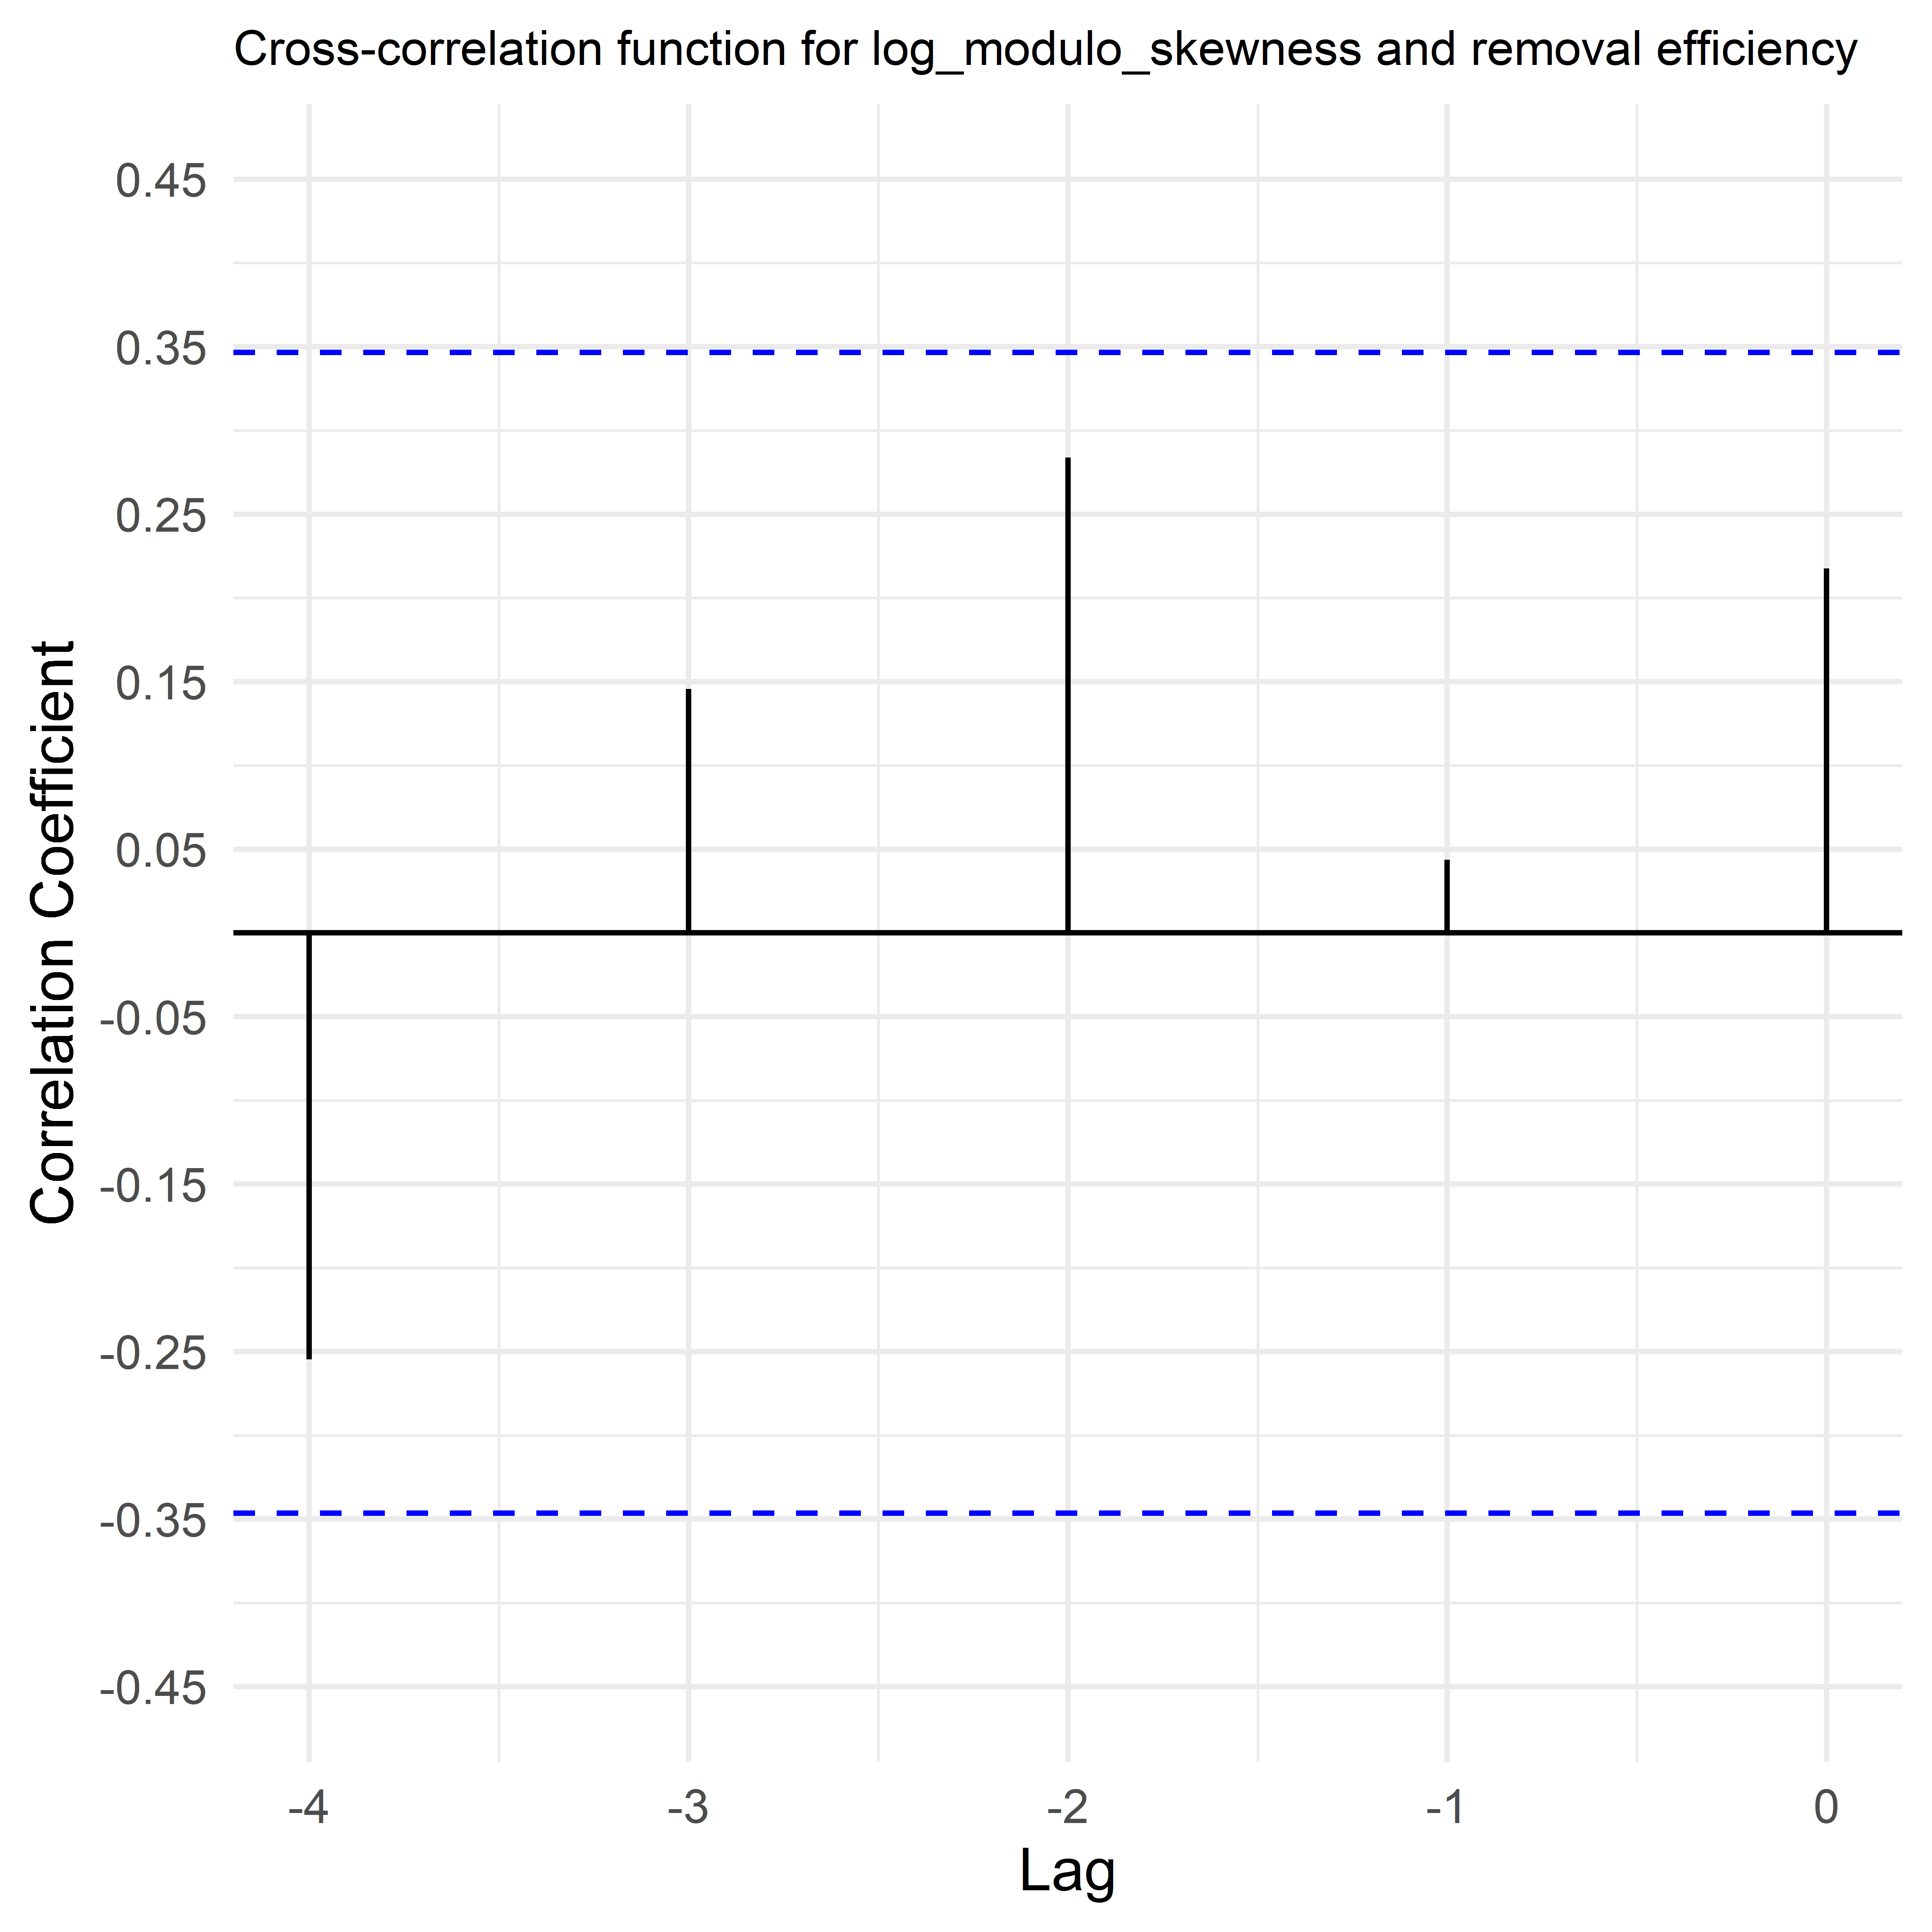 Cross-correlation function for log_modulo_skewness and removal efficiency
0.45
0.35
0.25
0.15
0.05
-0.05
-0.15
-0.25
-0.35
-0.45
Correlation Coefficient
-4 -3 -2 -1 0
Lag